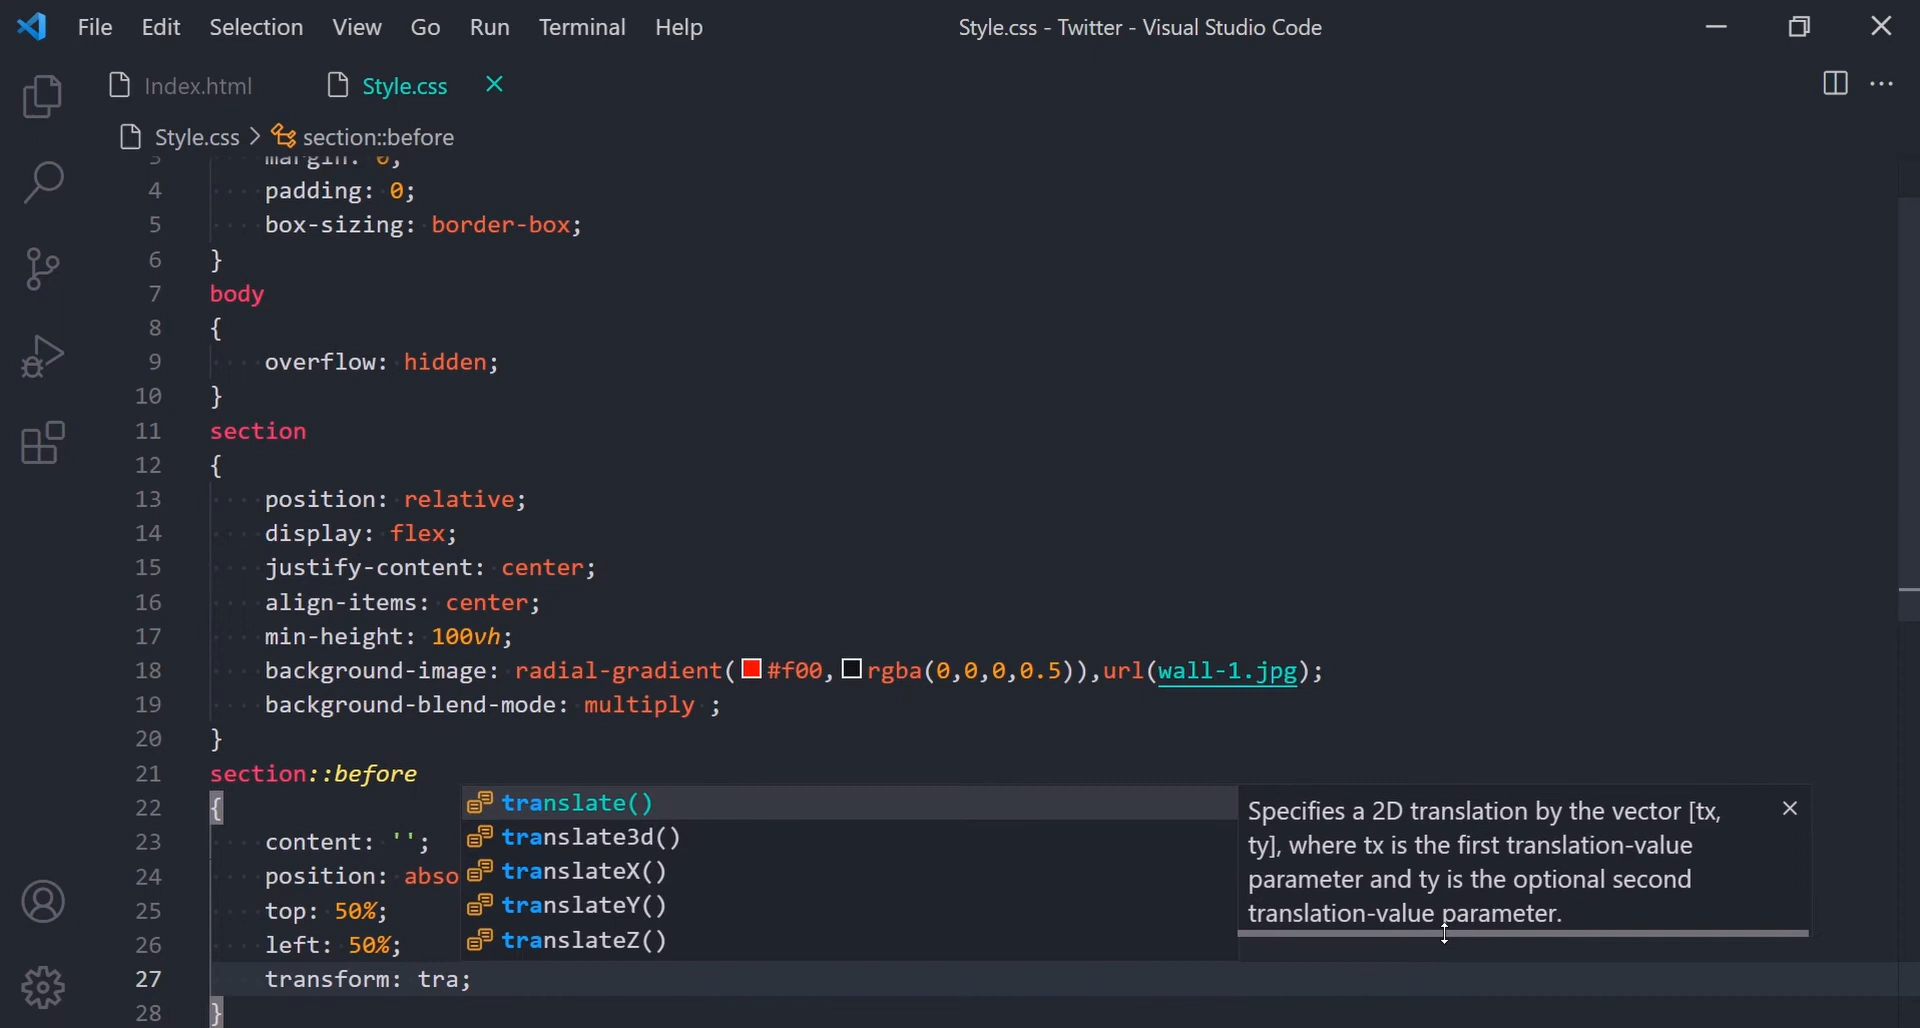 File Edit Selection View Go Run Terminal Help Style.css - Twitter - Visual Studio Code
Index.html Style.css
Style.css > section::before
3 margin: 0;
4 padding: 0;
5 box-sizing: border-box;
6 }
7 body
8 {
9 overflow: hidden;
10 }
11 section
12 {
13 position: relative;
14 display: flex;
15 justify-content: center;
16 align-items: center;
17 min-height: 100vh;
18 background-image: radial-gradient(#f00,rgba(0,0,0,0.5)),url(wall-1.jpg);
19 background-blend-mode: multiply ;
20 }
21 section::before
22 {
23 content: '';
24 position: abso
25 top: 50%;
26 left: 50%;
27 transform: tra;
28 }
translate()
translate3d()
translateX()
translateY()
translateZ()
Specifies a 2D translation by the vector [tx,
ty], where tx is the first translation-value
parameter and ty is the optional second
translation-value parameter.